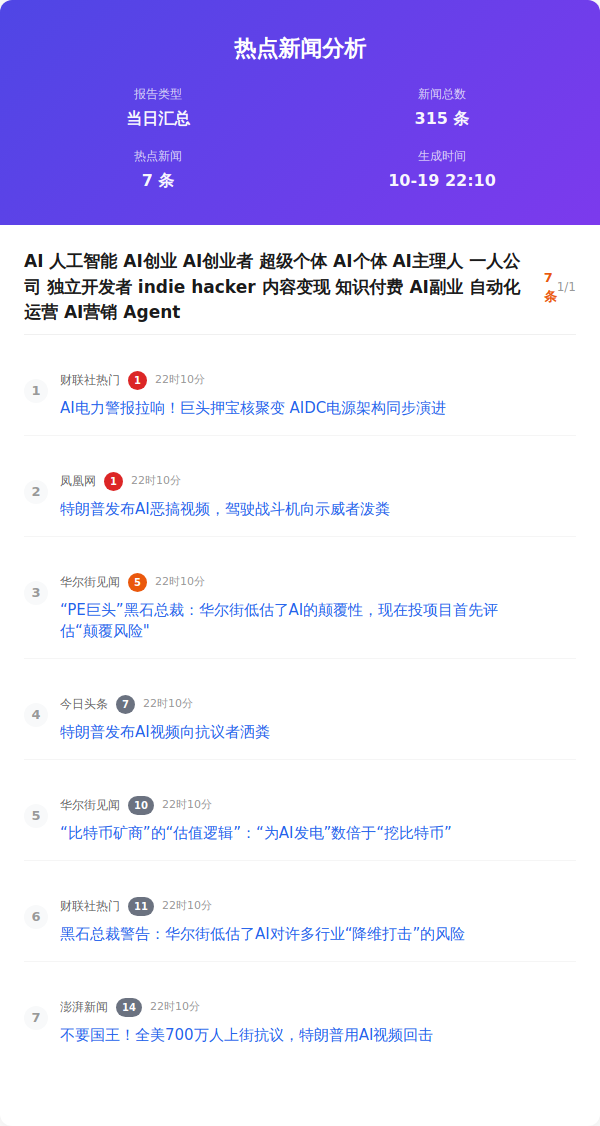 热点新闻分析
报告类型
新闻总数
当日汇总
315 条
热点新闻
生成时间
7 条
10-19 22:10
AI 人工智能 AI创业 AI创业者 超级个体 AI个体 AI主理人 一人公
司 独立开发者 indie hacker 内容变现 知识付费 AI副业 自动化
运营 AI营销 Agent
7
条 1/1
1
财联社热门 1 22时10分
AI电力警报拉响！巨头押宝核聚变 AIDC电源架构同步演进
2
凤凰网 1 22时10分
特朗普发布AI恶搞视频，驾驶战斗机向示威者泼粪
3
华尔街见闻 5 22时10分
“PE巨头”黑石总裁：华尔街低估了AI的颠覆性，现在投项目首先评
估“颠覆风险"
4
今日头条 7 22时10分
特朗普发布AI视频向抗议者洒粪
5
华尔街见闻 10 22时10分
“比特币矿商”的“估值逻辑”：“为AI发电”数倍于“挖比特币”
6
财联社热门 11 22时10分
黑石总裁警告：华尔街低估了AI对许多行业“降维打击”的风险
7
澎湃新闻 14 22时10分
不要国王！全美700万人上街抗议，特朗普用AI视频回击